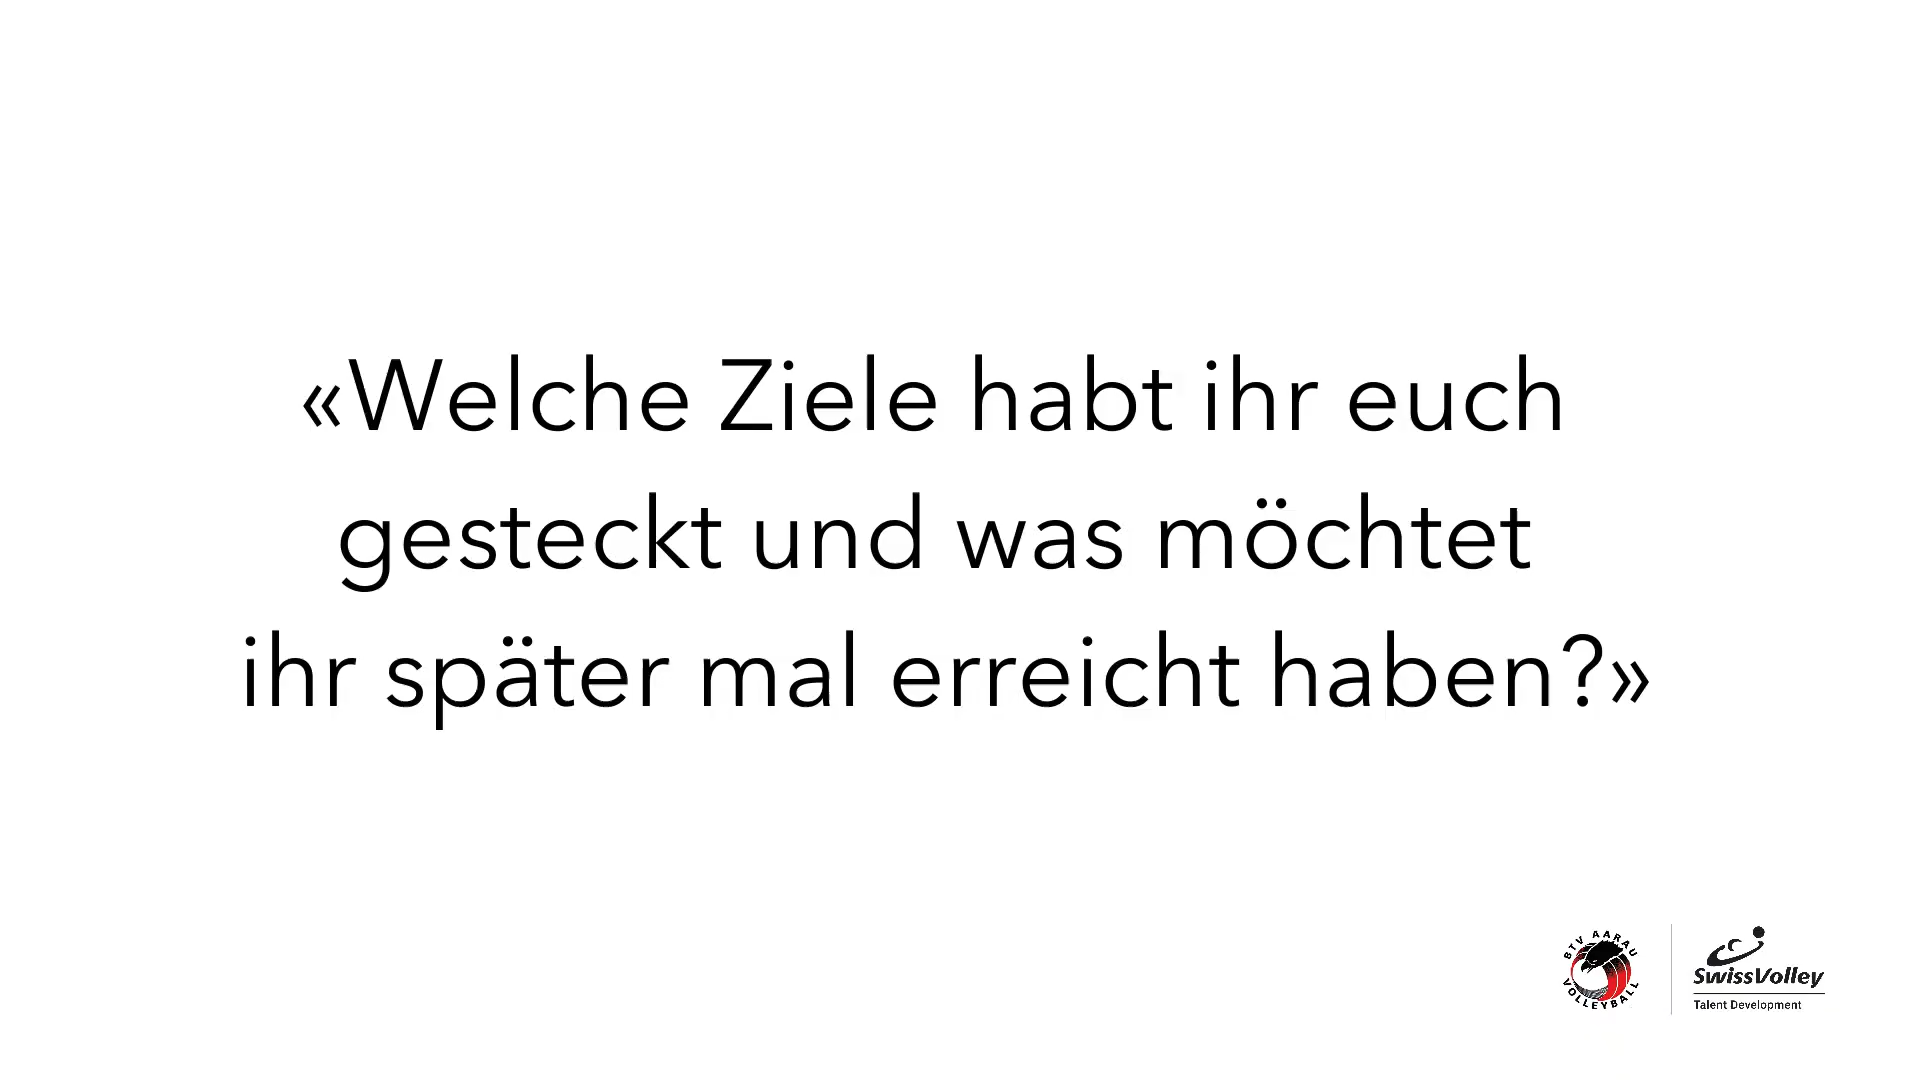 «Welche Ziele habt ihr euch
gesteckt und was möchtet
ihr später mal erreicht haben?»
BTV AARAU
VOLLEYBALL
SwissVolley
Talent Development